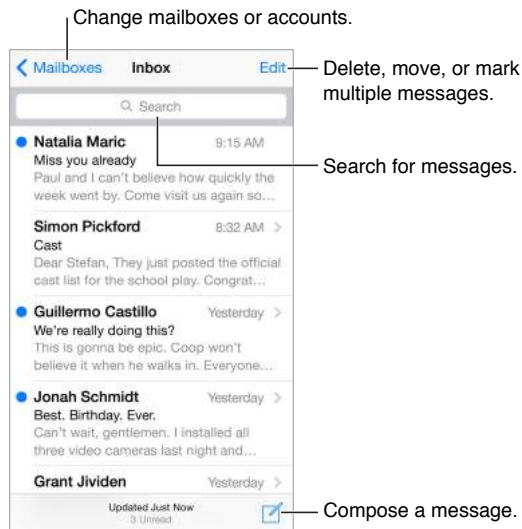 Change mailboxes or accounts.
Mailboxes Inbox Edit
Delete, move, or mark
multiple messages.
Search
Search for messages.
Natalia Maric 9:15 AM
Miss you already
Paul and I can't believe how quickly the
week went by. Come visit us again so...
Simon Pickford 8:32 AM
Cast
Dear Stefan, They just posted the official
cast list for the school play. Congrat...
Guillermo Castillo Yesterday
We're really doing this?
This is gonna be epic. Coop won't
believe it when he walks in. Everyone...
Jonah Schmidt Yesterday
Best. Birthday. Ever.
Can't wait, gentlemen. I installed all
three video cameras last night and...
Grant Jividen Yesterday
Updated Just Now
3 Unread
Compose a message.